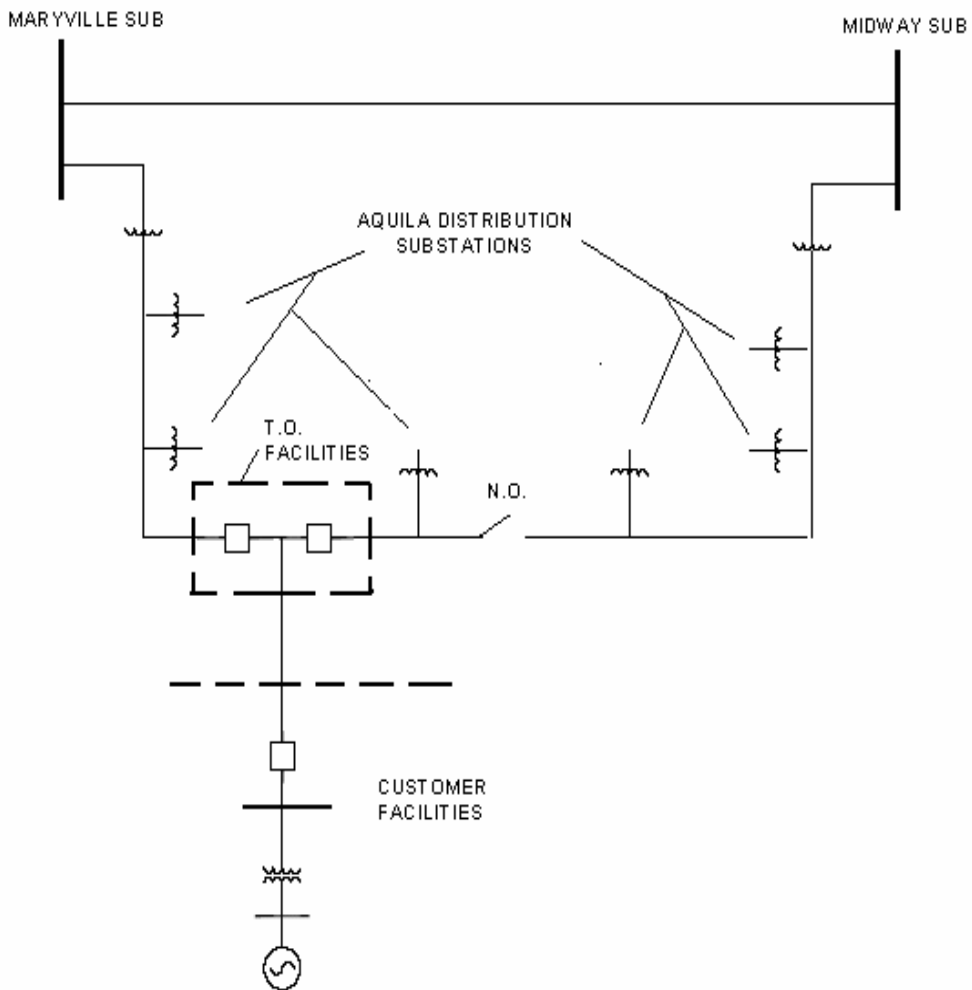 MARYVILLE SUB
MIDWAY SUB
AQUILA DISTRIBUTION
SUBSTATIONS
T.O.
FACILITIES
N.O.
CUSTOMER
FACILITIES